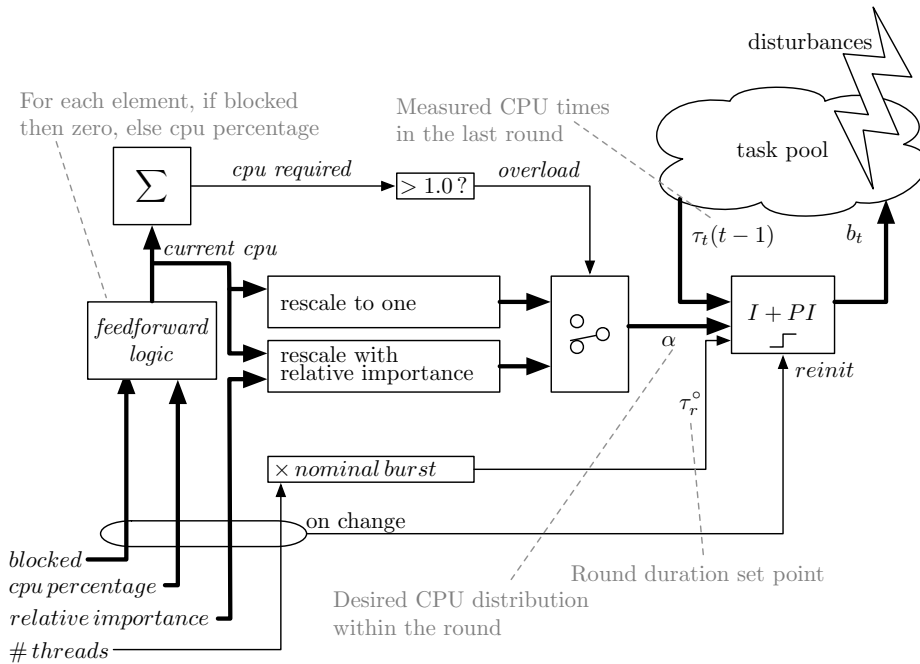 disturbances
For each element, if blocked
then zero, else cpu percentage
Measured CPU times
in the last round
task pool
∑
cpu required
> 1.0 ?
overload
current cpu
τ_t(t − 1)
b_t
feedforward
logic
rescale to one
I + PI
rescale with
relative importance
α
reinit
τ_r^∘
× nominal burst
on change
blocked
cpu percentage
relative importance
# threads
Round duration set point
Desired CPU distribution
within the round